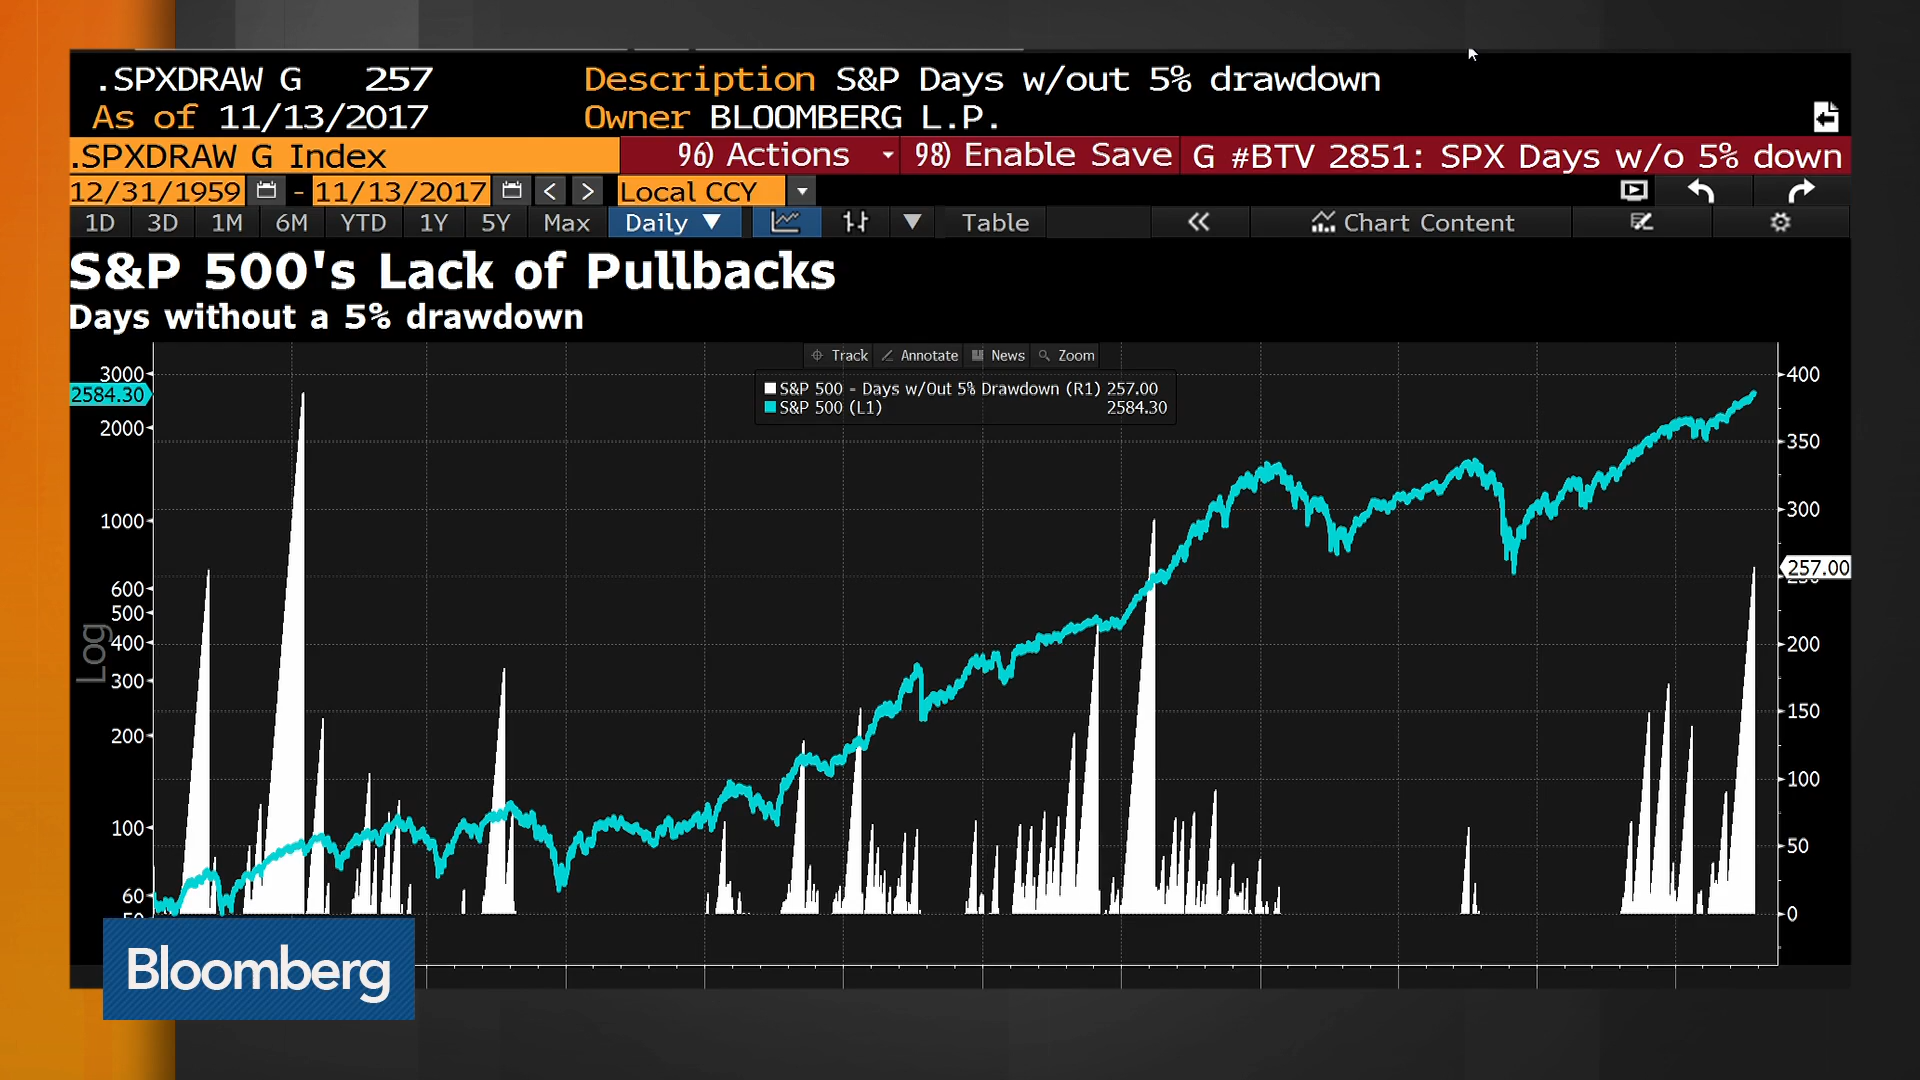 .SPXDRAW G 257 Description S&P Days w/out 5% drawdown
As of 11/13/2017 Owner BLOOMBERG L.P.
.SPXDRAW G Index 96) Actions 98) Enable Save G #BTV 2851: SPX Days w/o 5% down
12/31/1959 - 11/13/2017 < > Local CCY
1D 3D 1M 6M YTD 1Y 5Y Max Daily ▼ ▼ Table « Chart Content
S&P 500's Lack of Pullbacks
Days without a 5% drawdown
Track Annotate News Zoom
S&P 500 - Days w/Out 5% Drawdown (R1) 257.00
S&P 500 (L1) 2584.30
3000
2584.30
2000
1000
600
500
400
300
200
100
60
Log
400
350
300
257.00
200
150
100
50
0
Bloomberg